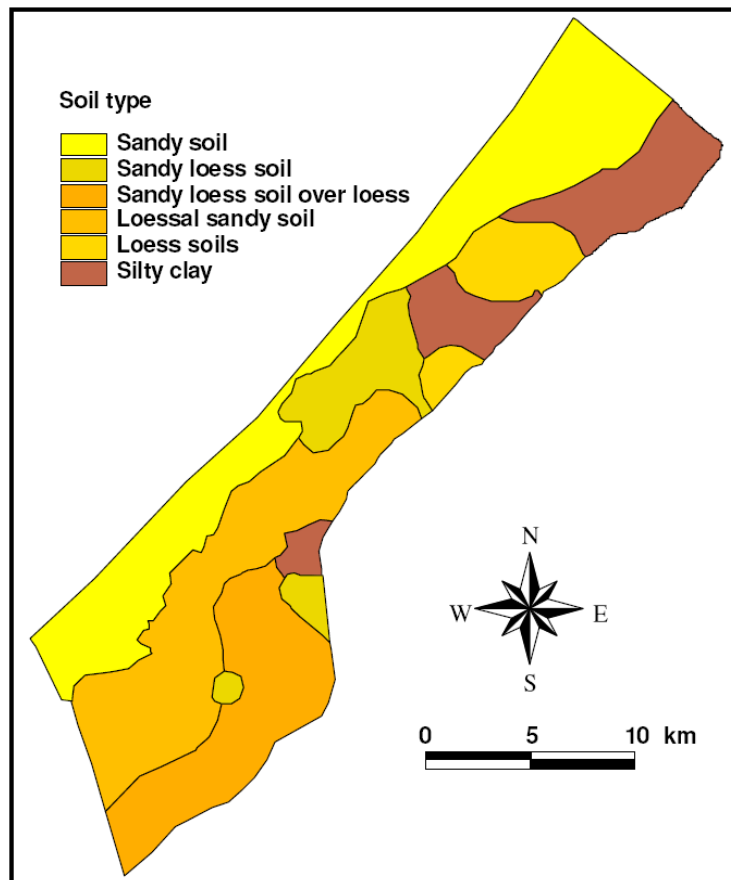 Soil type
Sandy soil
Sandy loess soil
Sandy loess soil over loess
Loessal sandy soil
Loess soils
Silty clay
N
W E
S
0 5 10 km